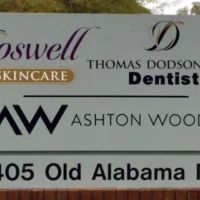 oswell
SKINCARE
D
THOMAS DODSON
Dentist
AW ASHTON WOOD
405 Old Alabama